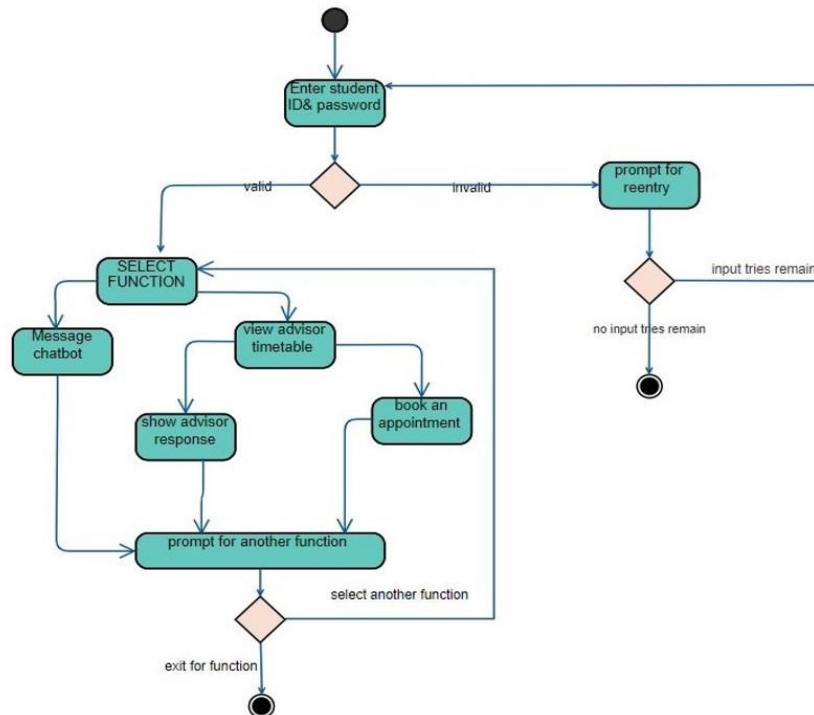 Enter student
ID& password
valid
invalid
prompt for
reentry
SELECT
FUNCTION
input tries remain
Message
chatbot
view advisor
timetable
no input tries remain
show advisor
response
book an
appointment
prompt for another function
select another function
exit for function